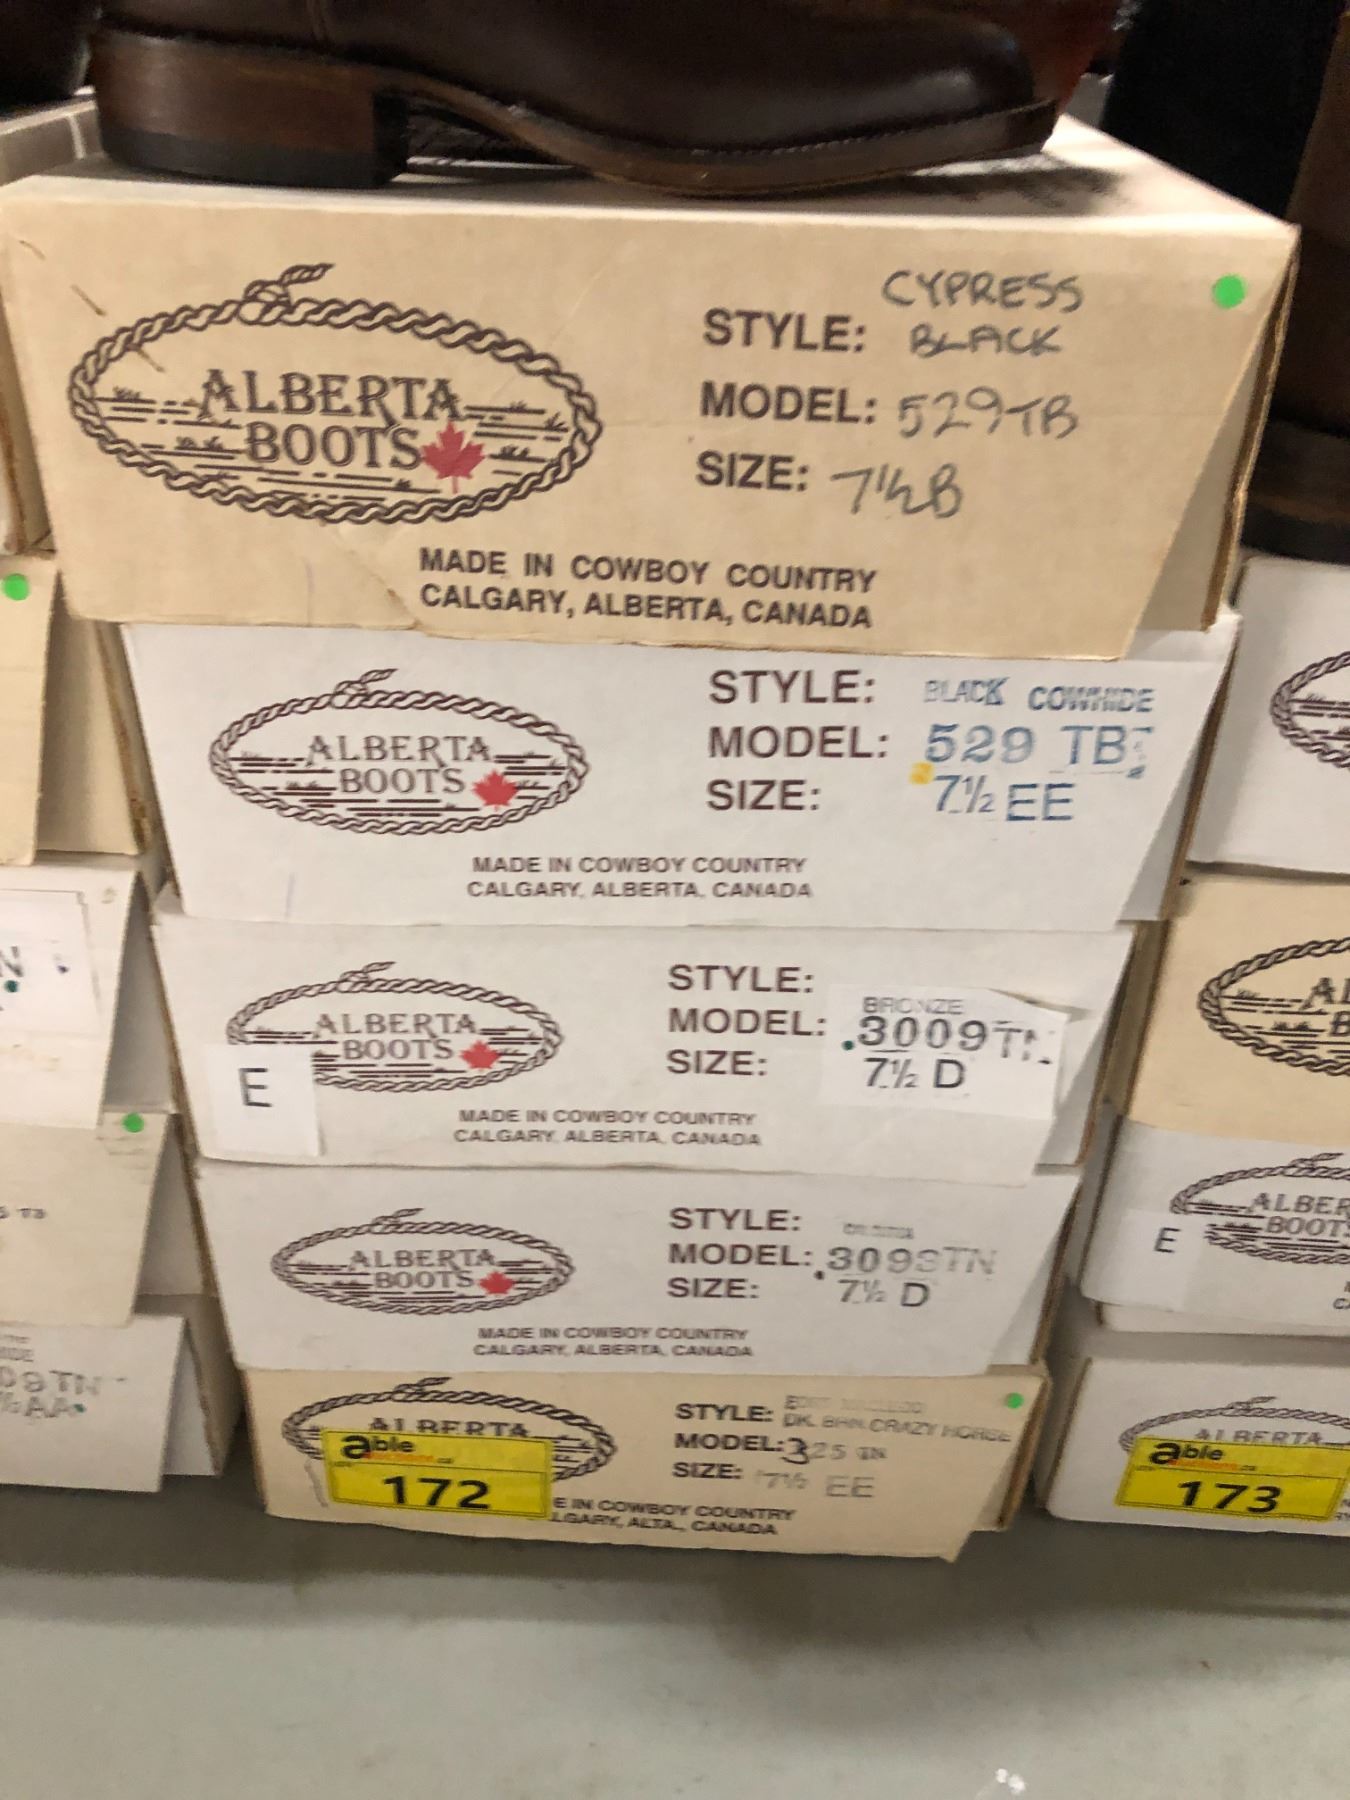 CYPRESS
STYLE: BLACK
MODEL: 529TB
SIZE: 7½B
ALBERTA
BOOTS
MADE IN COWBOY COUNTRY
CALGARY, ALBERTA, CANADA
STYLE: BLACK COWHIDE
MODEL: 529 TB
SIZE: 7½ EE
ALBERTA
BOOTS
MADE IN COWBOY COUNTRY
CALGARY, ALBERTA, CANADA
STYLE:
BRONZE
MODEL: 3009TN
SIZE: 7½ D
ALBERTA
BOOTS
E
MADE IN COWBOY COUNTRY
CALGARY, ALBERTA, CANADA
STYLE:
MODEL: 3093TN
SIZE: 7½ D
ALBERTA
BOOTS
MADE IN COWBOY COUNTRY
CALGARY, ALBERTA, CANADA
ALBERTA
STYLE: DK. BRN. CRAZY HORSE
MODEL: 325
SIZE: 7½ EE
able
172
E IN COWBOY COUNTRY
LGARY, ALTA., CANADA
N
TN
AA
ALBER
BOOT
E
ALBERTA
able
173